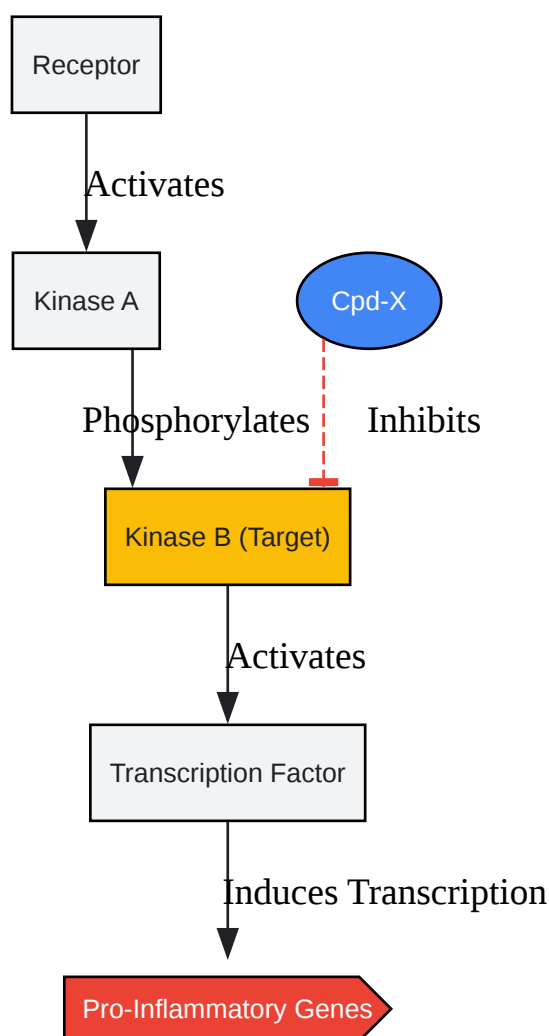 Receptor
Activates
Kinase A
Cpd-X
Phosphorylates
Inhibits
Kinase B (Target)
Activates
Transcription Factor
Induces Transcription
Pro-Inflammatory Genes